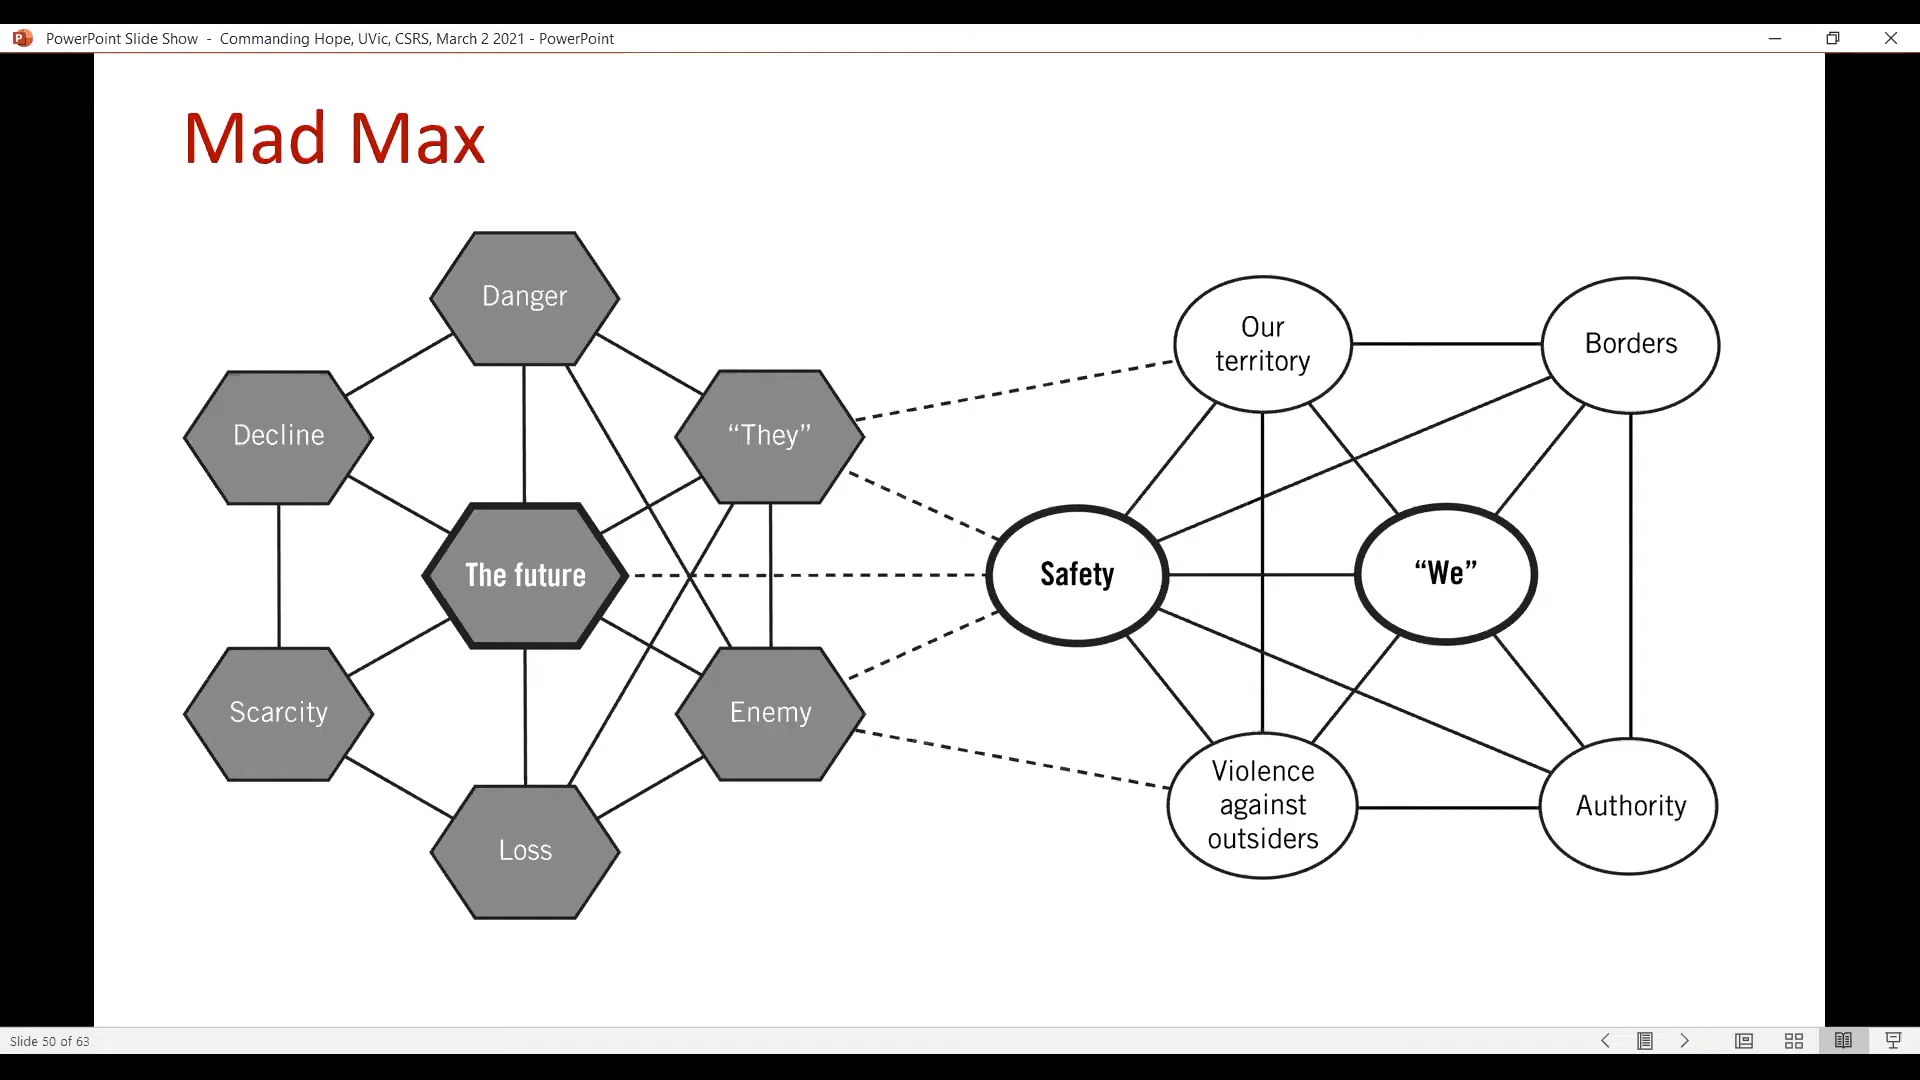 PowerPoint Slide Show - Commanding Hope, UVic, CSRS, March 2 2021 - PowerPoint
Mad Max
Danger
Decline
“They”
The future
Scarcity
Enemy
Loss
Our
territory
Borders
Safety
“We”
Violence
against
outsiders
Authority
Slide 50 of 63